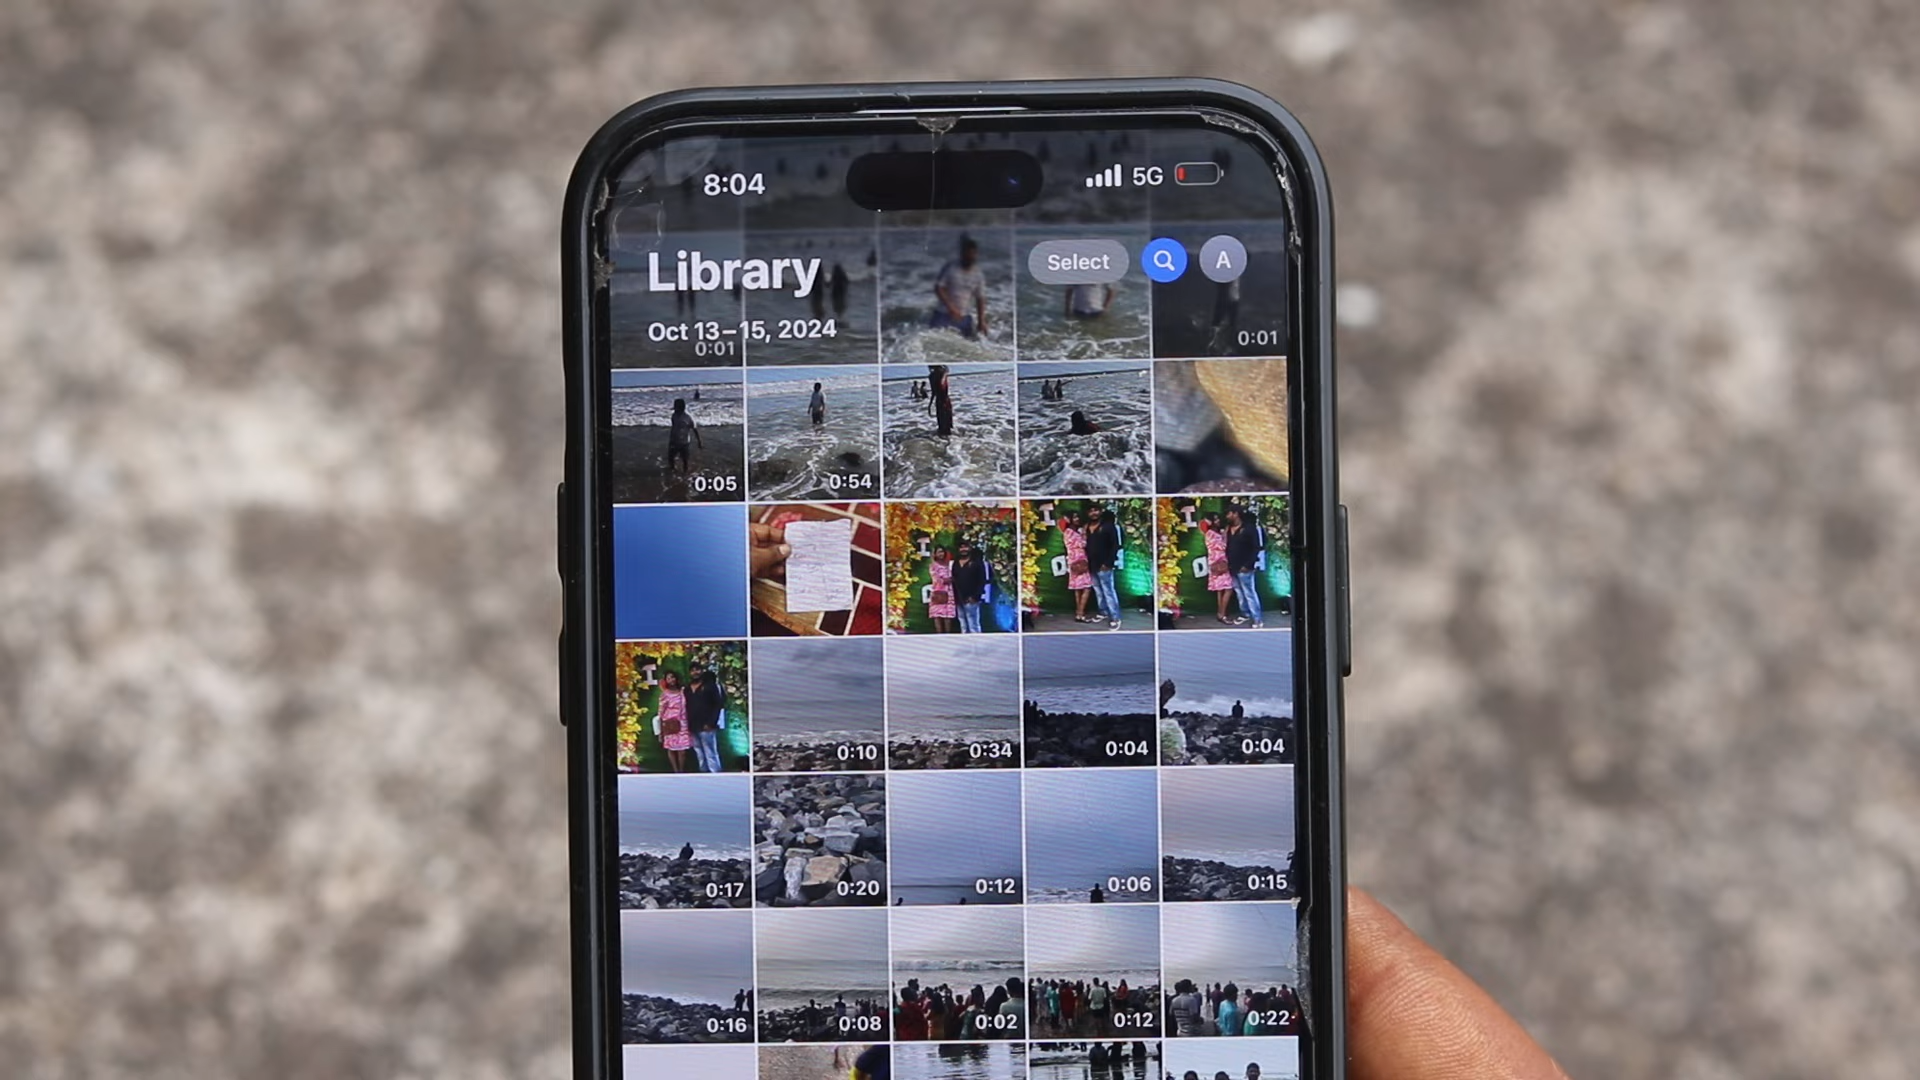 8:04 5G
Library Select A
Oct 13–15, 2024
0:01 0:01
0:05 0:54
I I
D
I
0:10 0:34 0:04 0:04
0:17 0:20 0:12 0:06 0:15
0:16 0:08 0:02 0:12 0:22